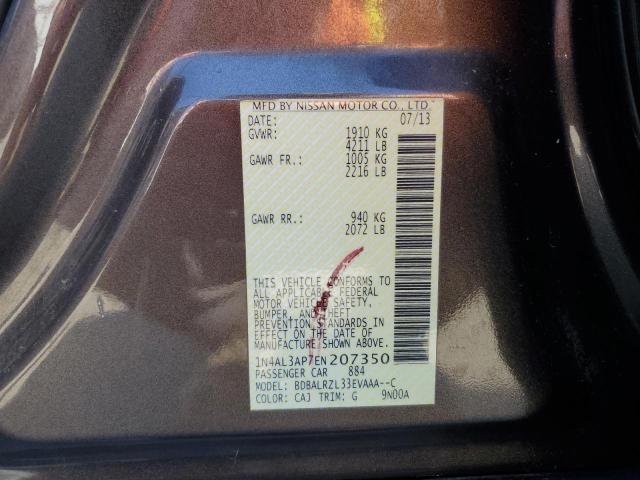 MFD BY NISSAN MOTOR CO., LTD
DATE: 07/13
GVWR: 1910 KG
4211 LB
GAWR FR.: 1005 KG
2216 LB
GAWR RR.: 940 KG
2072 LB
THIS VEHICLE CONFORMS TO
ALL APPLICABLE FEDERAL
MOTOR VEHICLE SAFETY,
BUMPER, AND THEFT
PREVENTION STANDARDS IN
EFFECT ON THE DATE OF
MANUFACTURE SHOWN ABOVE.
1N4AL3AP7EN207350
PASSENGER CAR 884
MODEL: BDBALRZL33EVAAA--C
COLOR: CAJ TRIM: G 9N00A